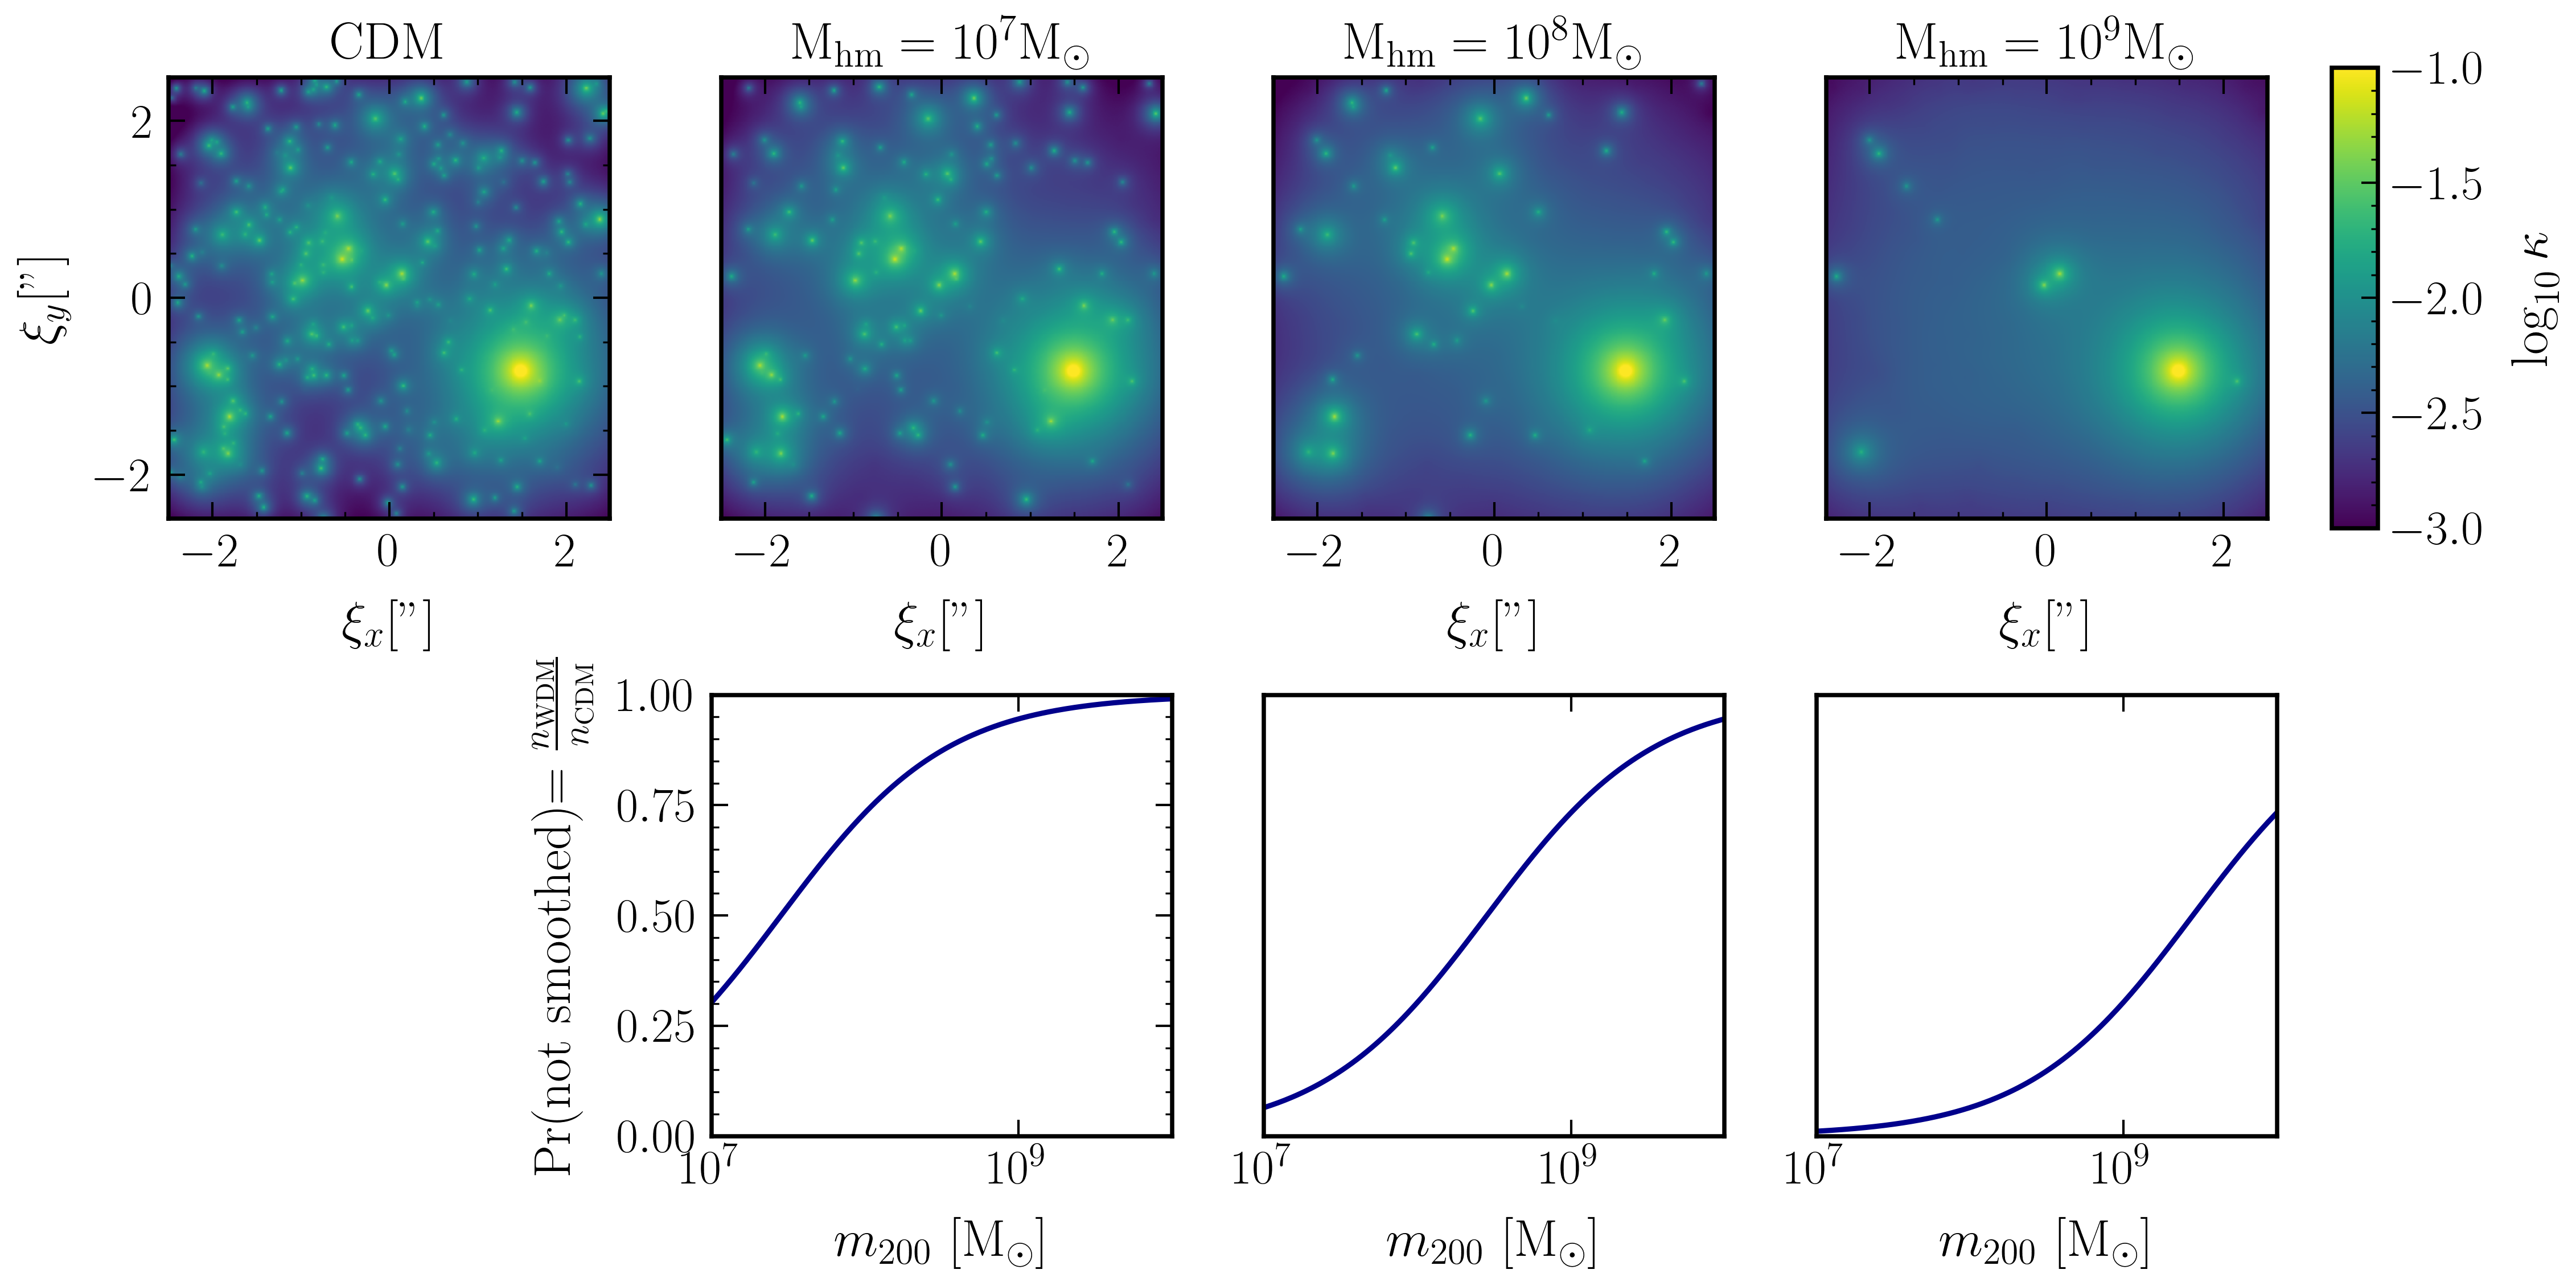 CDM
M_hm = 10^7 M_⊙
M_hm = 10^8 M_⊙
M_hm = 10^9 M_⊙
ξ_y["]
2
0
−2
−2 0 2
−2 0 2
−2 0 2
−2 0 2
ξ_x["]
ξ_x["]
ξ_x["]
ξ_x["]
−1.0
−1.5
−2.0
−2.5
−3.0
log_10 κ
Pr(not smoothed)= n_WDM/n_CDM
1.00
0.75
0.50
0.25
0.00
10^7 10^9
10^7 10^9
10^7 10^9
m_200 [M_⊙]
m_200 [M_⊙]
m_200 [M_⊙]